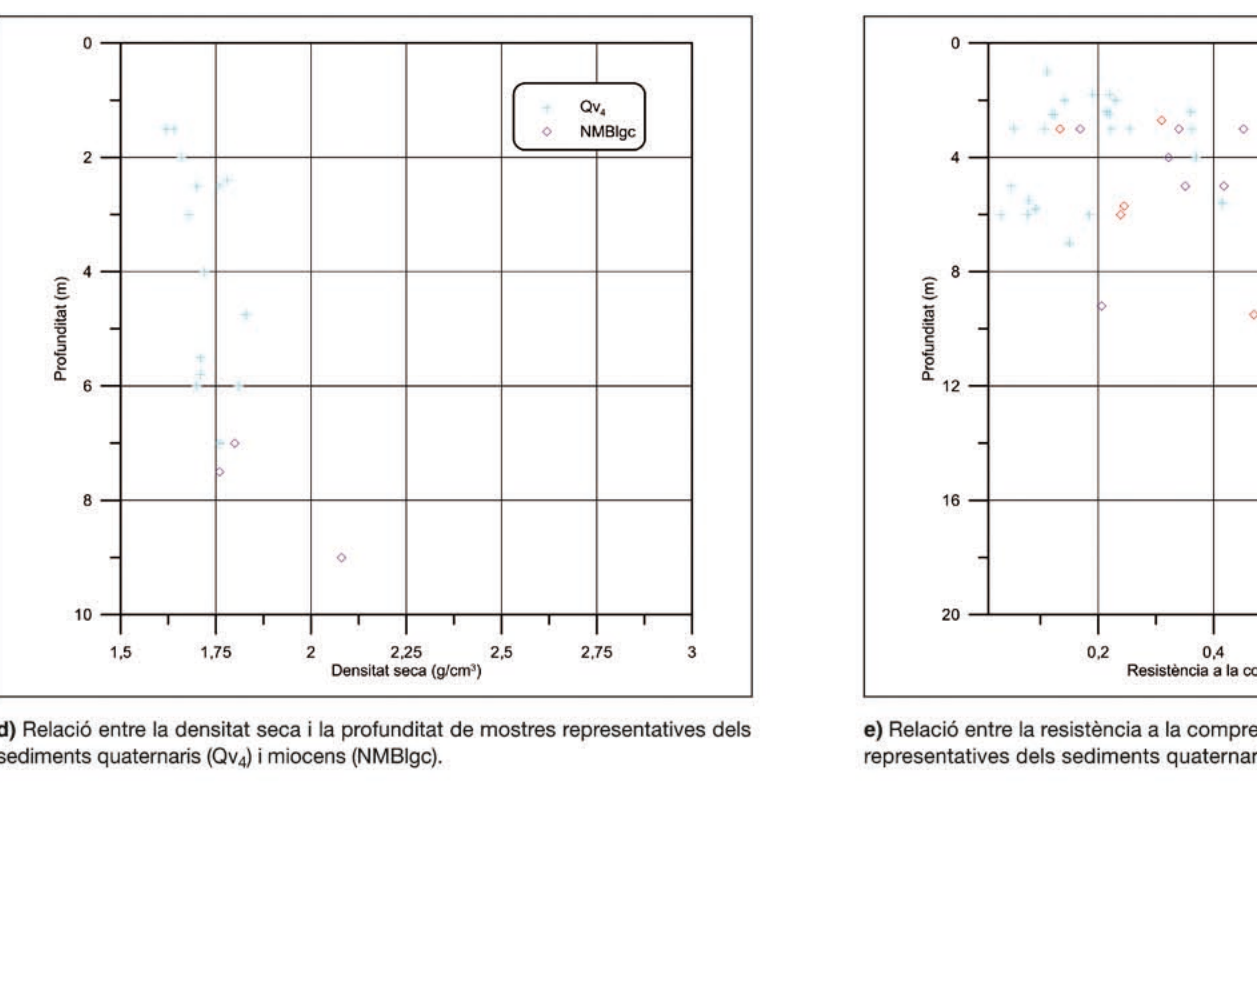 0
2
4
6
8
10
Profunditat (m)
Qv4
NMBlgc
1,5 1,75 2 2,25 2,5 2,75 3
Densitat seca (g/cm³)
d) Relació entre la densitat seca i la profunditat de mostres representatives dels
sediments quaternaris (Qv4) i miocens (NMBlgc).
0
4
8
12
16
20
Profunditat (m)
0,2 0,4
Resistència a la co
e) Relació entre la resistència a la compre
representatives dels sediments quaternar